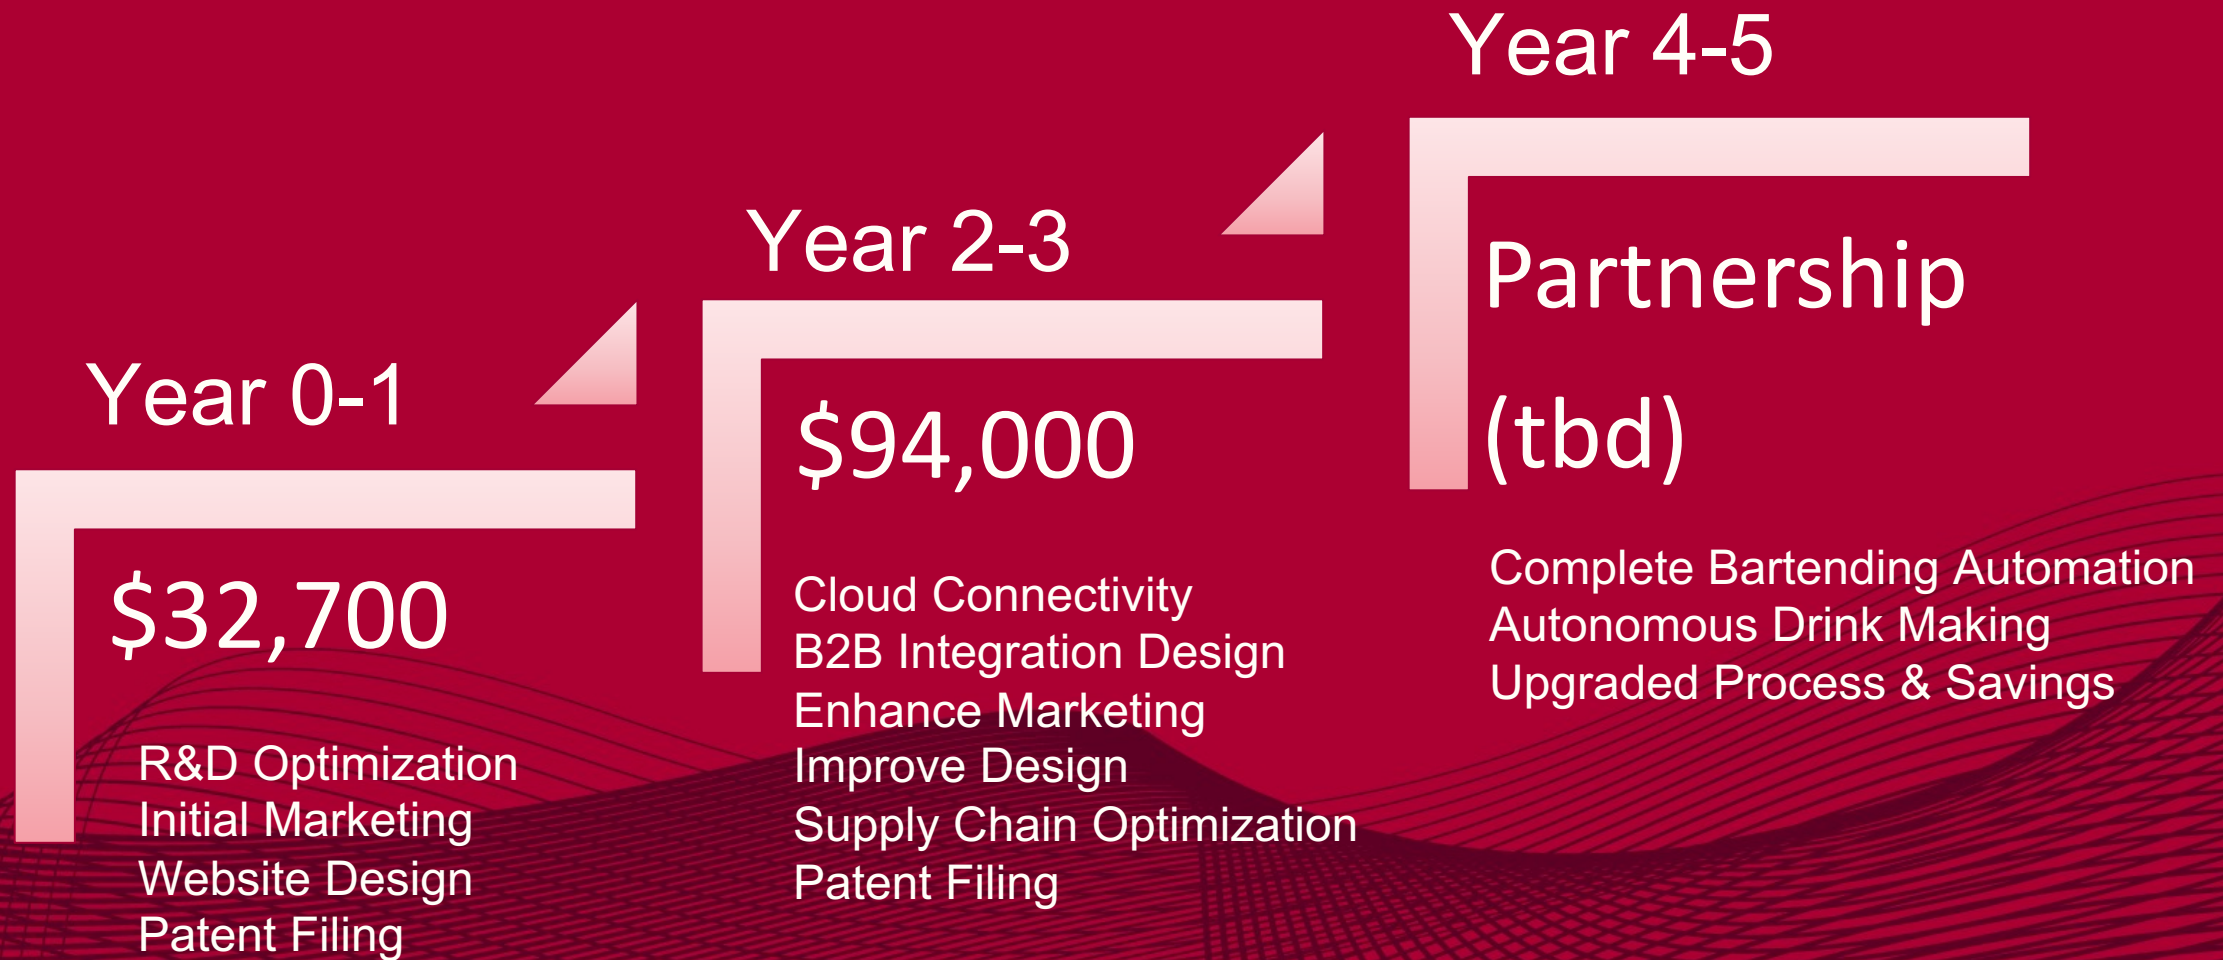 Year 0-1
$32,700
R&D Optimization
Initial Marketing
Website Design
Patent Filing
Year 2-3
$94,000
Cloud Connectivity
B2B Integration Design
Enhance Marketing
Improve Design
Supply Chain Optimization
Patent Filing
Year 4-5
Partnership
(tbd)
Complete Bartending Automation
Autonomous Drink Making
Upgraded Process & Savings